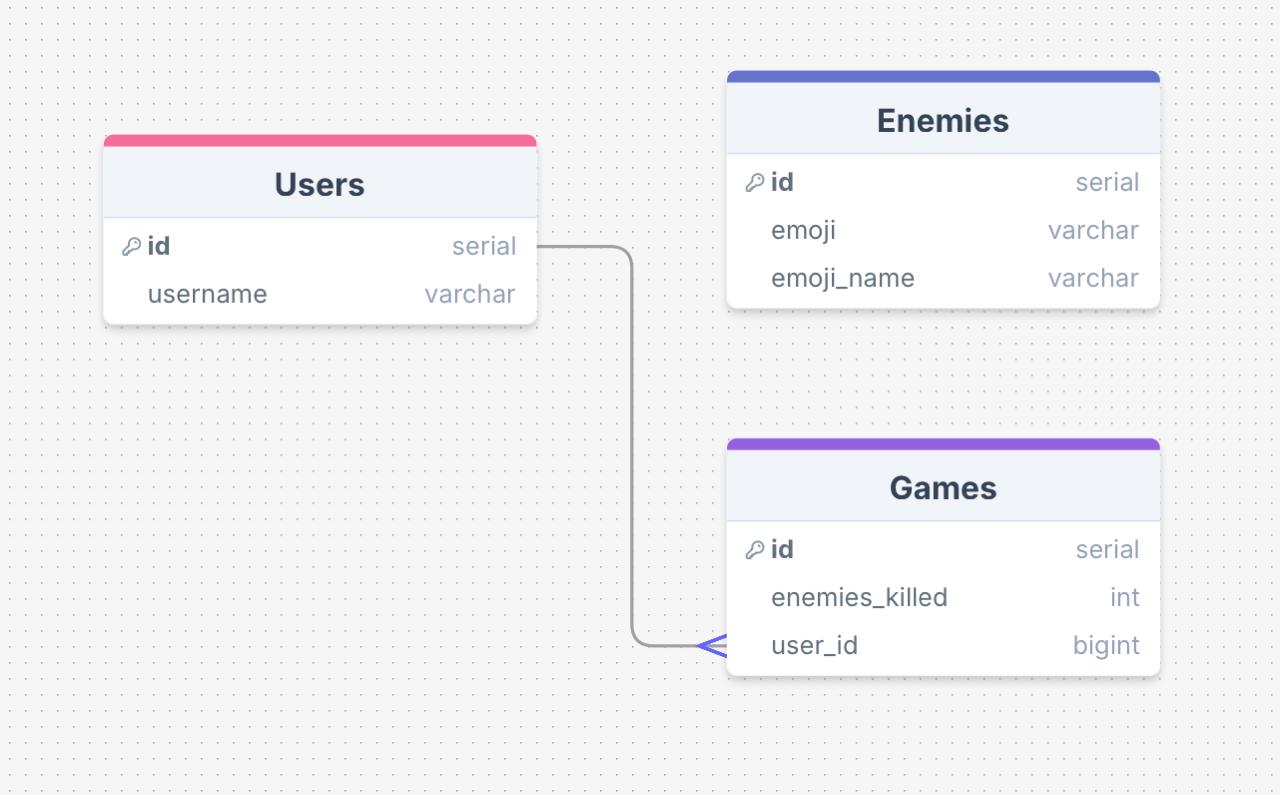 Users
id serial
username varchar
Enemies
id serial
emoji varchar
emoji_name varchar
Games
id serial
enemies_killed int
user_id bigint